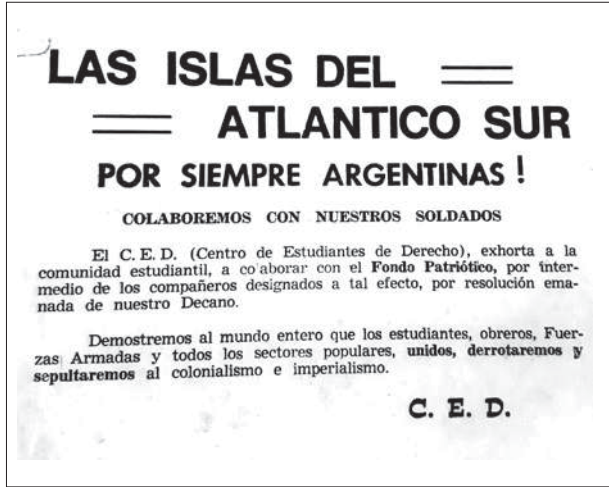 LAS ISLAS DEL
ATLANTICO SUR
POR SIEMPRE ARGENTINAS !
COLABOREMOS CON NUESTROS SOLDADOS
El C. E. D. (Centro de Estudiantes de Derecho), exhorta a la
comunidad estudiantil, a co aborar con el Fondo Patriótico, por inter-
medio de los compañeros designados a tal efecto, por resolución ema-
nada de nuestro Decano.
Demostremos al mundo entero que los estudiantes, obreros, Fuer-
zas Armadas y todos los sectores populares, unidos, derrotaremos y
sepultaremos al colonialismo e imperialismo.
C. E. D.